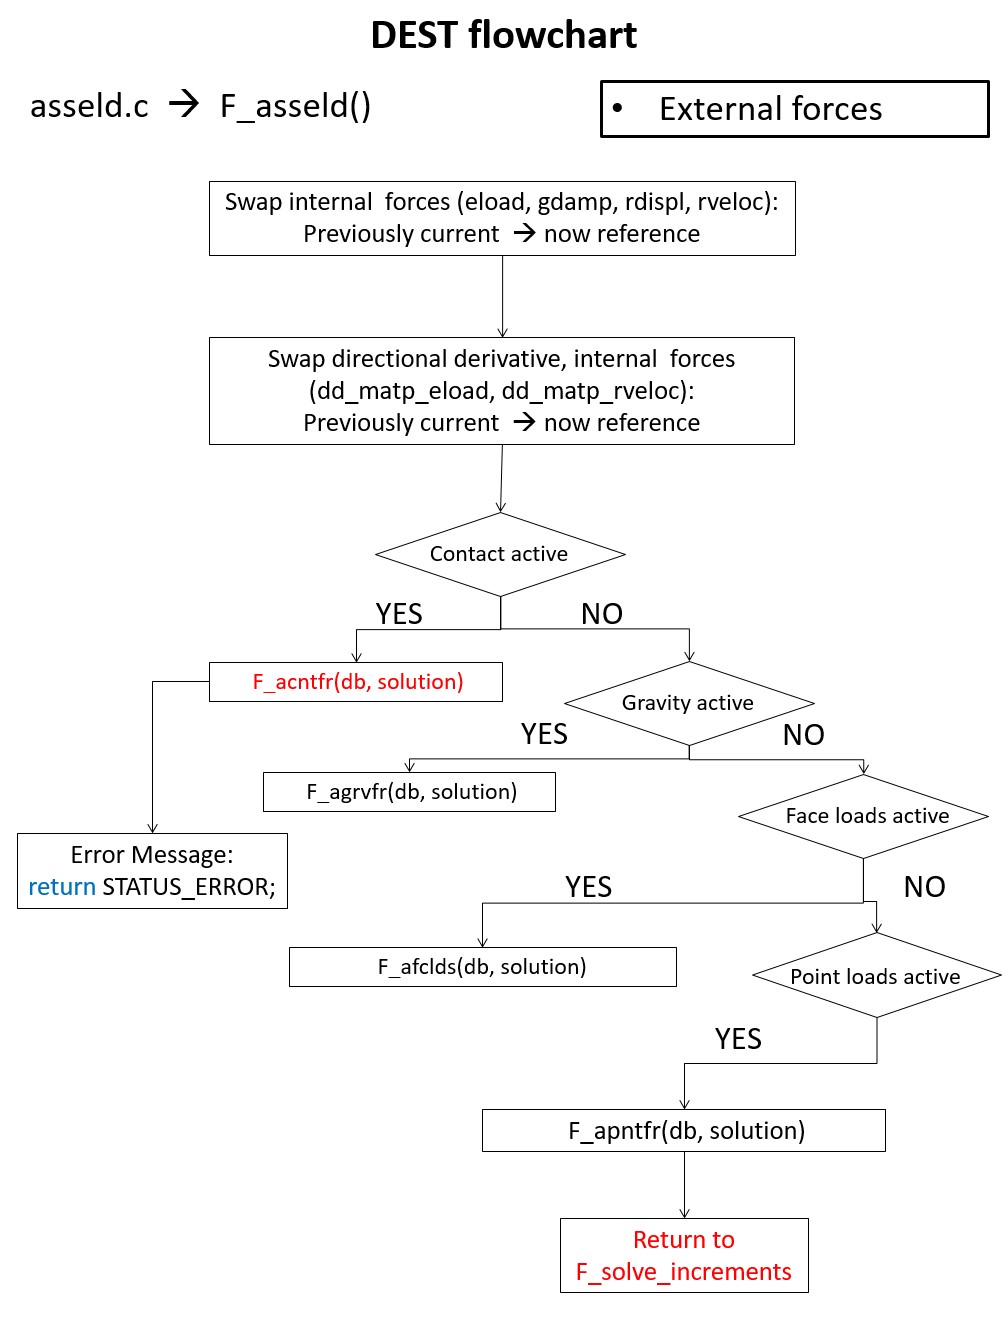 DEST flowchart
asseld.c → F_asseld()
• External forces
Swap internal forces (eload, gdamp, rdispl, rveloc):
Previously current → now reference
Swap directional derivative, internal forces
(dd_matp_eload, dd_matp_rveloc):
Previously current → now reference
Contact active
YES
NO
F_acntfr(db, solution)
Gravity active
YES
NO
F_agrvfr(db, solution)
Face loads active
Error Message:
return STATUS_ERROR;
YES
NO
F_afclds(db, solution)
Point loads active
YES
F_apntfr(db, solution)
Return to
F_solve_increments